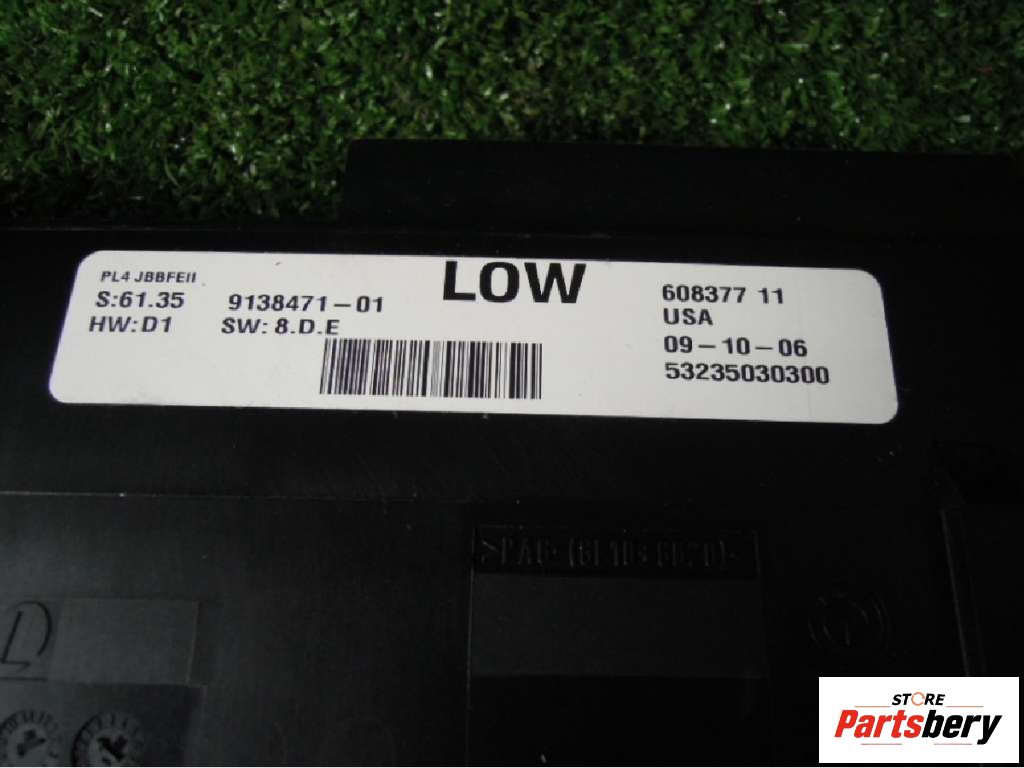 PL4 JBBFEII
LOW
S:61.35 9138471-01
608377 11
HW:D1 SW: 8.D.E
USA
09-10-06
53235030300
STORE
Partsbery